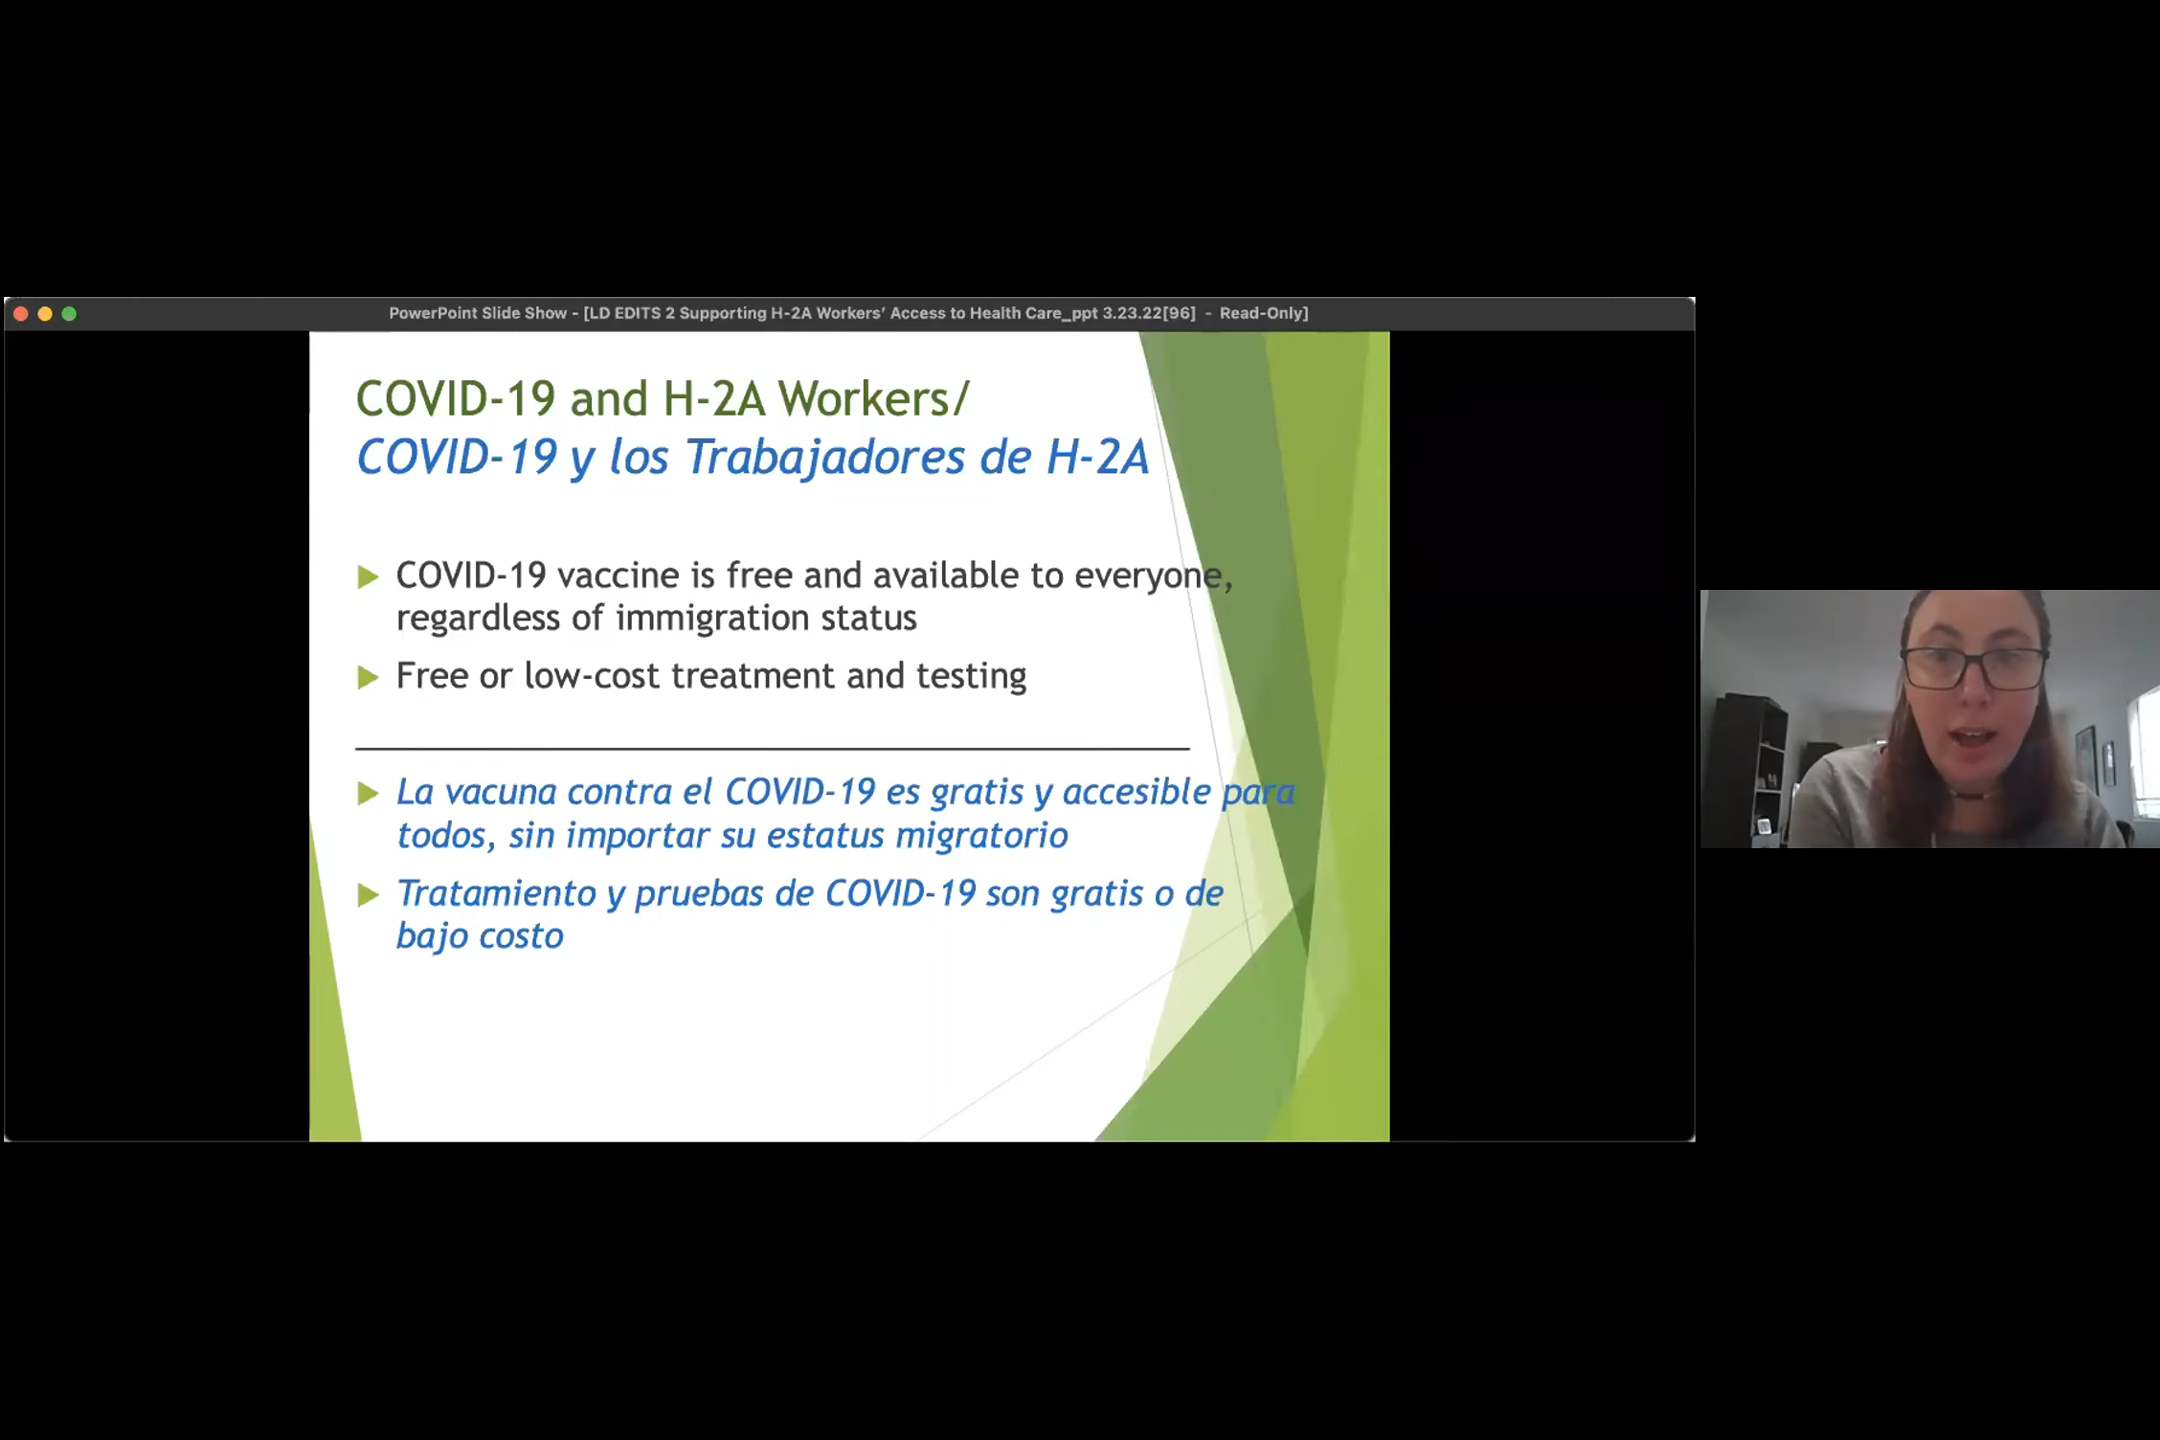 PowerPoint Slide Show - [LD EDITS 2 Supporting H-2A Workers’ Access to Health Care_ppt 3.23.22[96] - Read-Only]
COVID-19 and H-2A Workers/
COVID-19 y los Trabajadores de H-2A
COVID-19 vaccine is free and available to everyone,
regardless of immigration status
Free or low-cost treatment and testing
La vacuna contra el COVID-19 es gratis y accesible para
todos, sin importar su estatus migratorio
Tratamiento y pruebas de COVID-19 son gratis o de
bajo costo